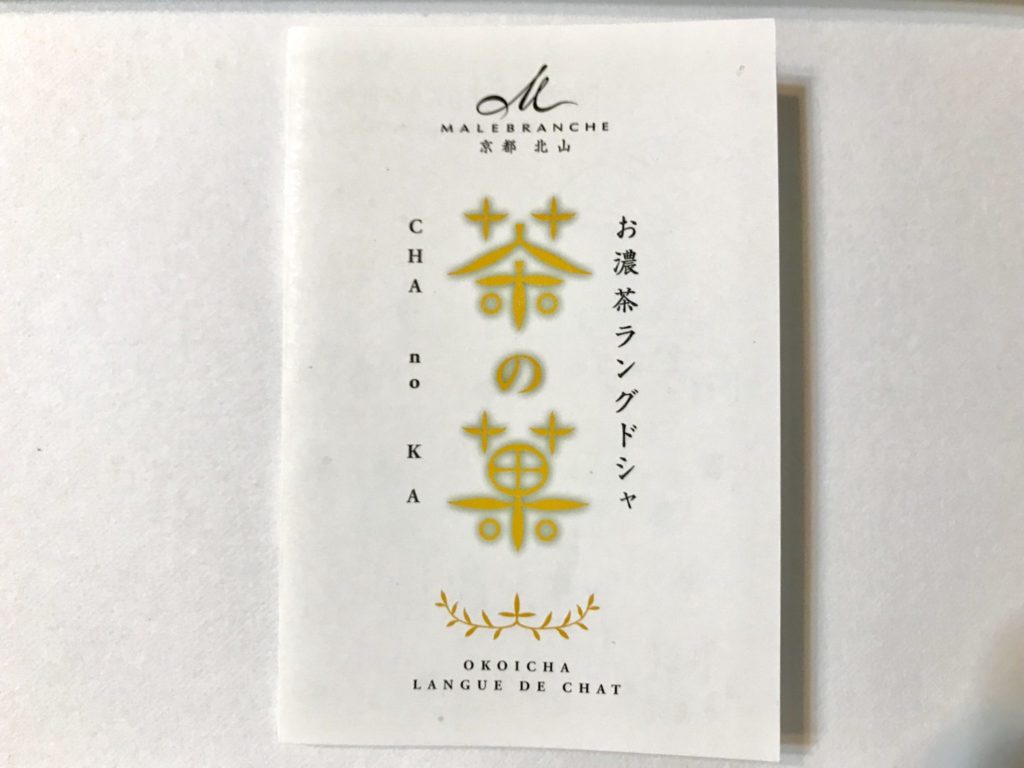 M
MALEBRANCHE
京都 北山
お濃茶ラングドシャ
茶の菓
CHA no KA
OKOICHA
LANGUE DE CHAT